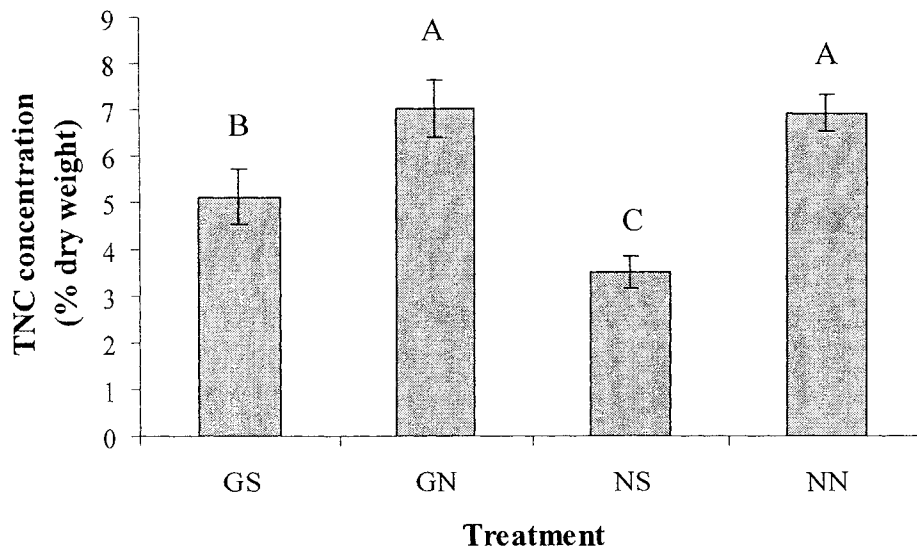 TNC concentration
(% dry weight)
9
8
7
6
5
4
3
2
1
0
B
A
C
A
GS
GN
NS
NN
Treatment